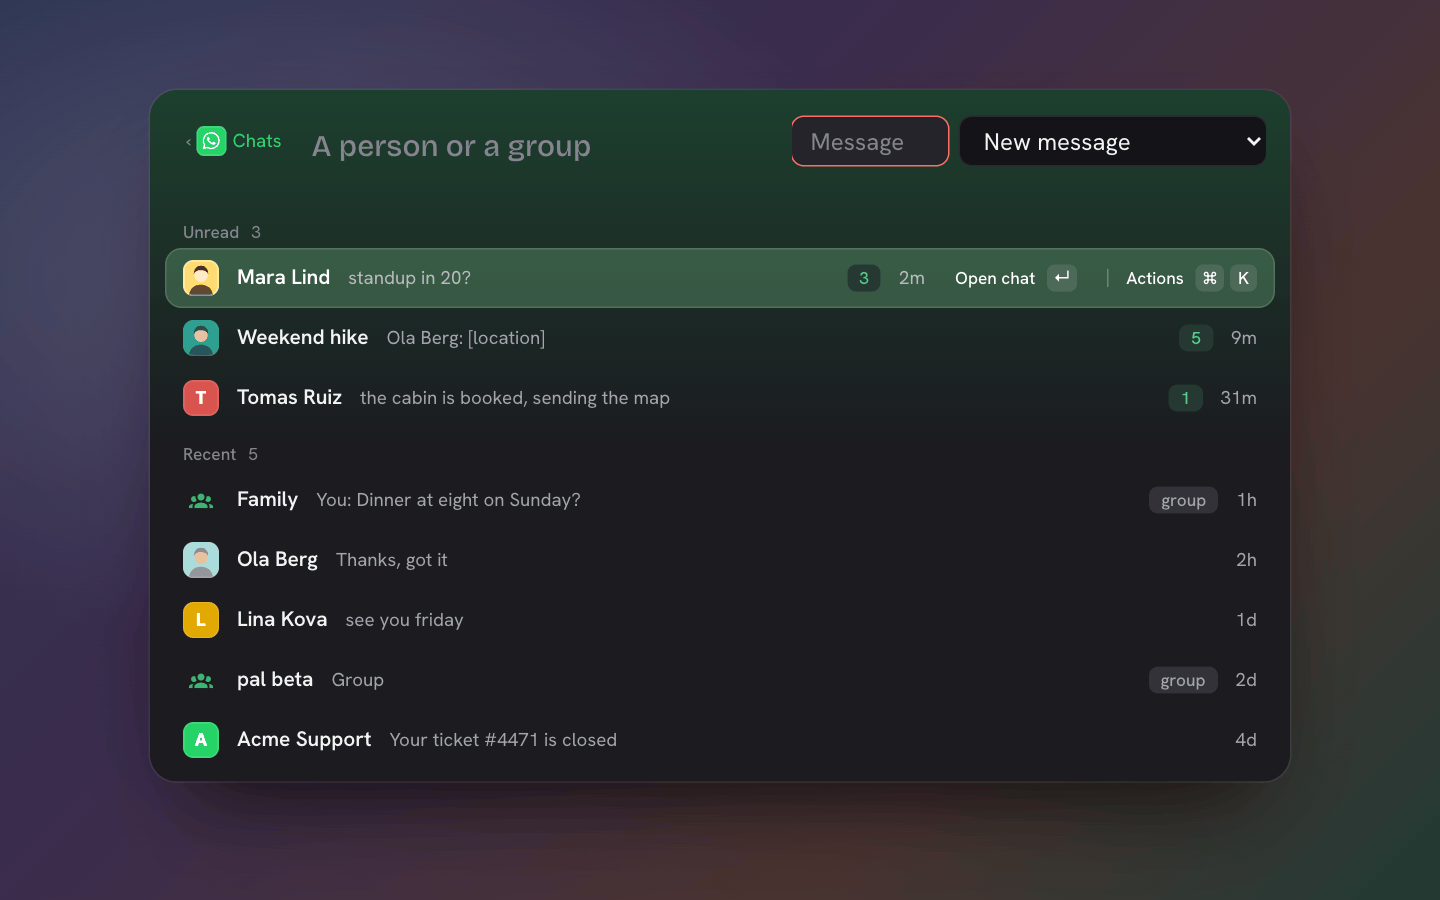 ‹ Chats A person or a group Message New message
Unread 3
Mara Lind standup in 20? 3 2m Open chat ↵ | Actions ⌘ K
Weekend hike Ola Berg: [location] 5 9m
T Tomas Ruiz the cabin is booked, sending the map 1 31m
Recent 5
Family You: Dinner at eight on Sunday? group 1h
Ola Berg Thanks, got it 2h
L Lina Kova see you friday 1d
pal beta Group group 2d
A Acme Support Your ticket #4471 is closed 4d